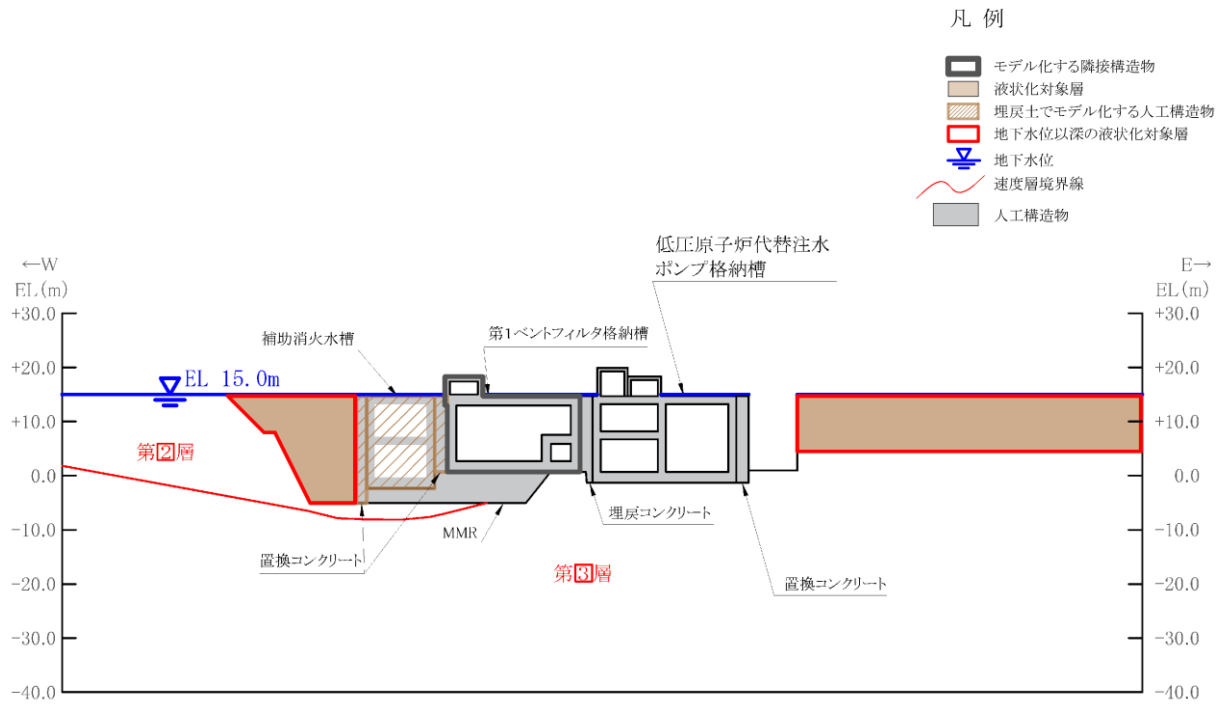 凡 例
モデル化する隣接構造物
液状化対象層
埋戻土でモデル化する人工構造物
地下水位以深の液状化対象層
地下水位
速度層境界線
人工構造物
低圧原子炉代替注水
ポンプ格納槽
←W
EL(m)
E→
EL(m)
+30.0
+20.0
+10.0
0.0
-10.0
-20.0
-30.0
-40.0
補助消火水槽
第1ベントフィルタ格納槽
EL 15.0m
第2層
埋戻コンクリート
MMR
置換コンクリート
第3層
置換コンクリート
+30.0
+20.0
+10.0
0.0
-10.0
-20.0
-30.0
-40.0